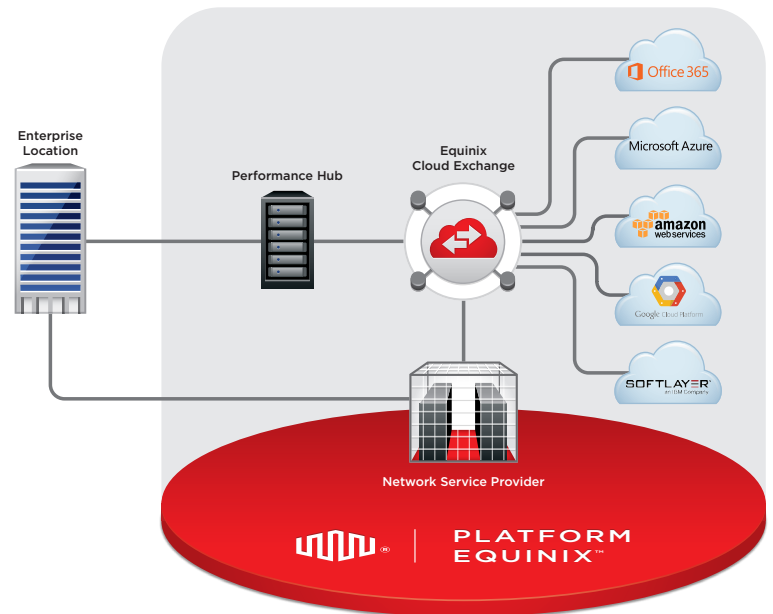 Enterprise
Location
Performance Hub
Equinix
Cloud Exchange
Office 365
Microsoft Azure
amazon
web services
Google Cloud Platform
SOFTLAYER®
an IBM Company
Network Service Provider
®
PLATFORM
EQUINIX™